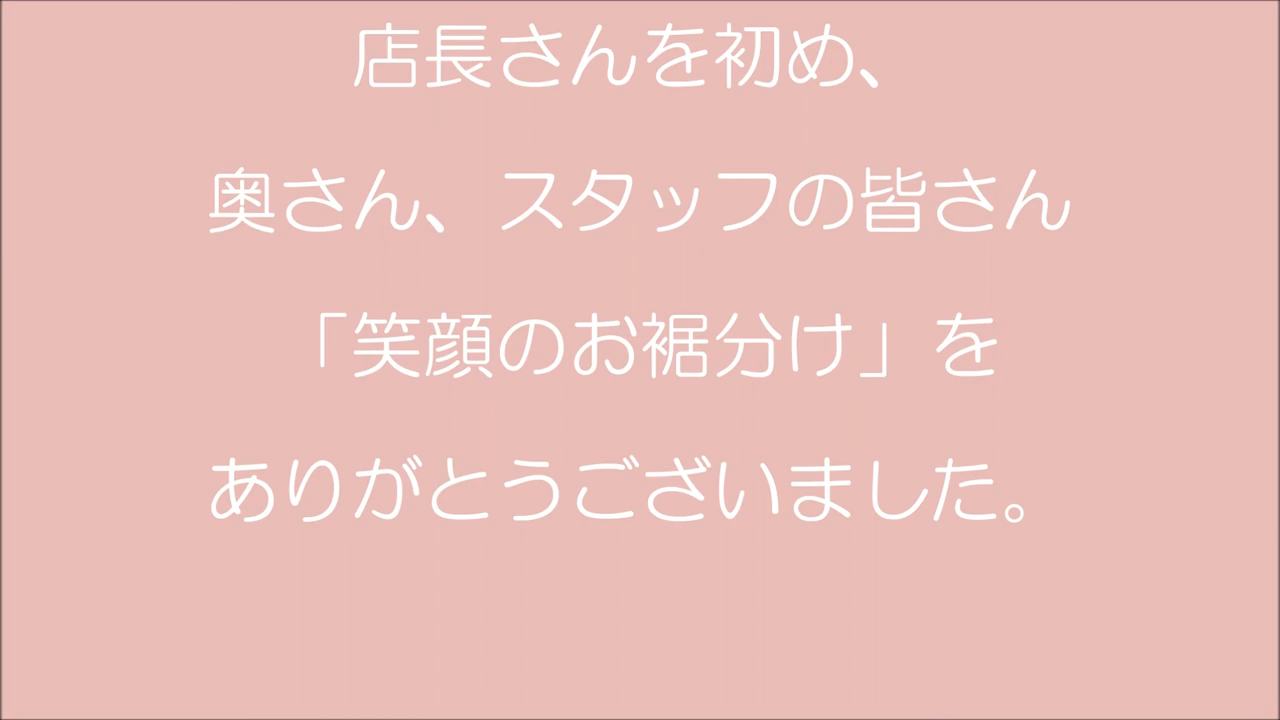 店長さんを初め、
奥さん、スタッフの皆さん
「笑顔のお裾分け」を
ありがとうございました。